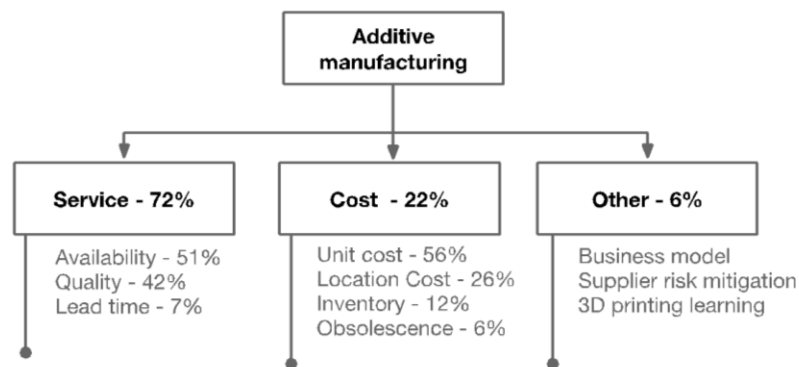 Additive
manufacturing
Service - 72%
Availability - 51%
Quality - 42%
Lead time - 7%
Cost - 22%
Unit cost - 56%
Location Cost - 26%
Inventory - 12%
Obsolescence - 6%
Other - 6%
Business model
Supplier risk mitigation
3D printing learning